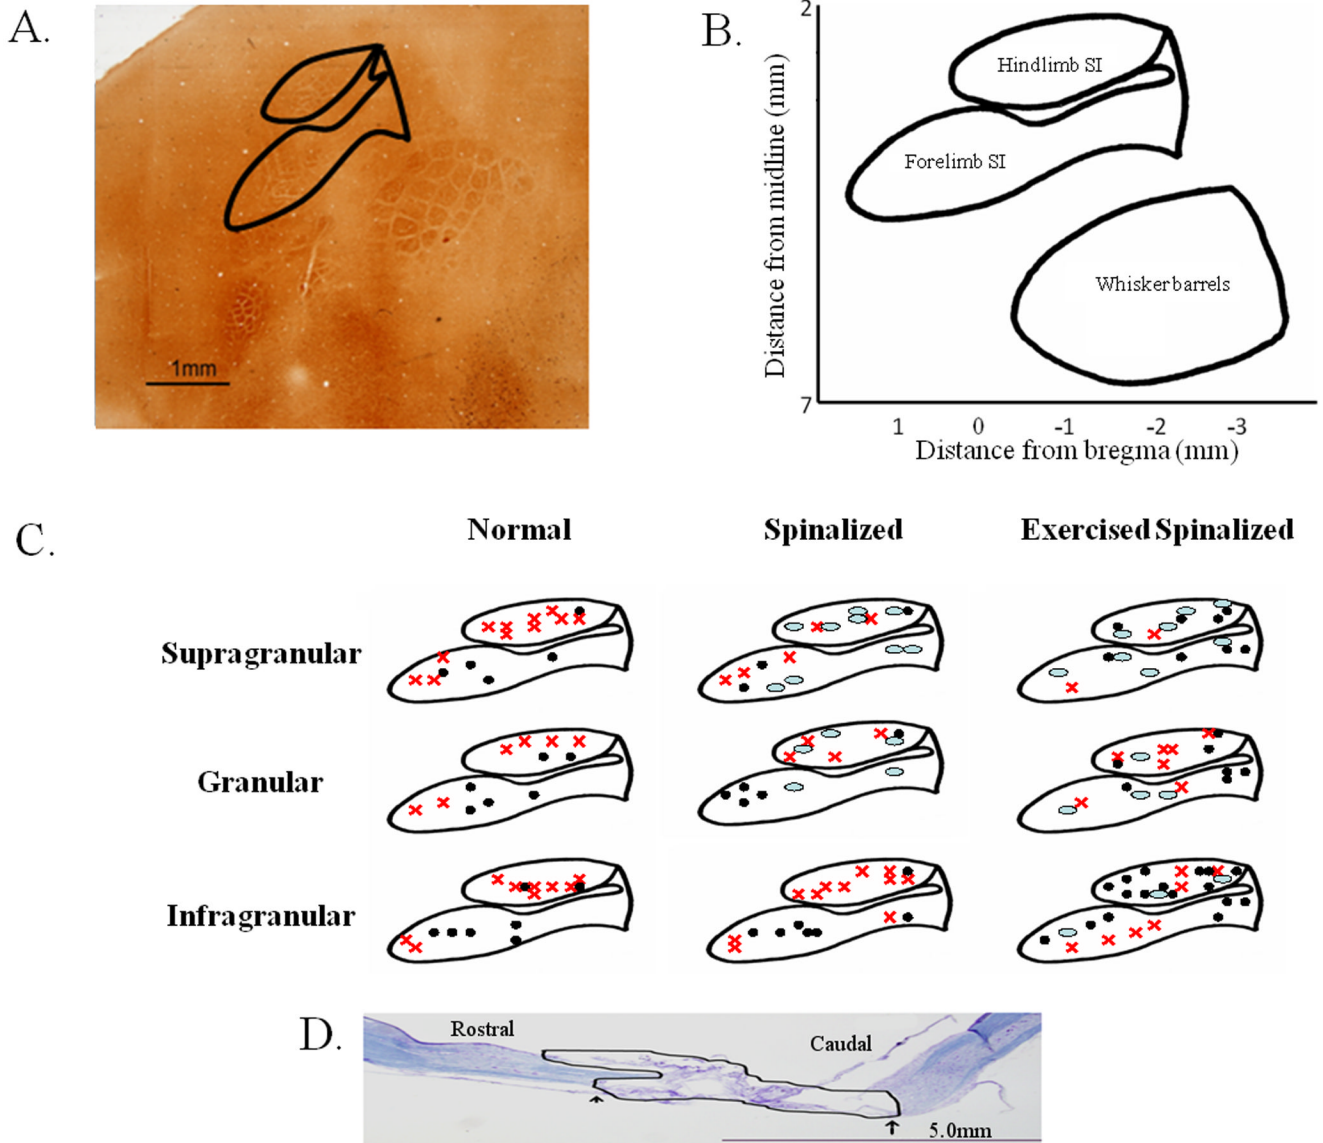 A.
1mm
B.
2
Distance from midline (mm)
7
Hindlimb SI
Forelimb SI
Whisker barrels
1 0 -1 -2 -3
Distance from bregma (mm)
C.
Normal Spinalized Exercised Spinalized
Supragranular
Granular
Infragranular
D.
Rostral
Caudal
5.0mm